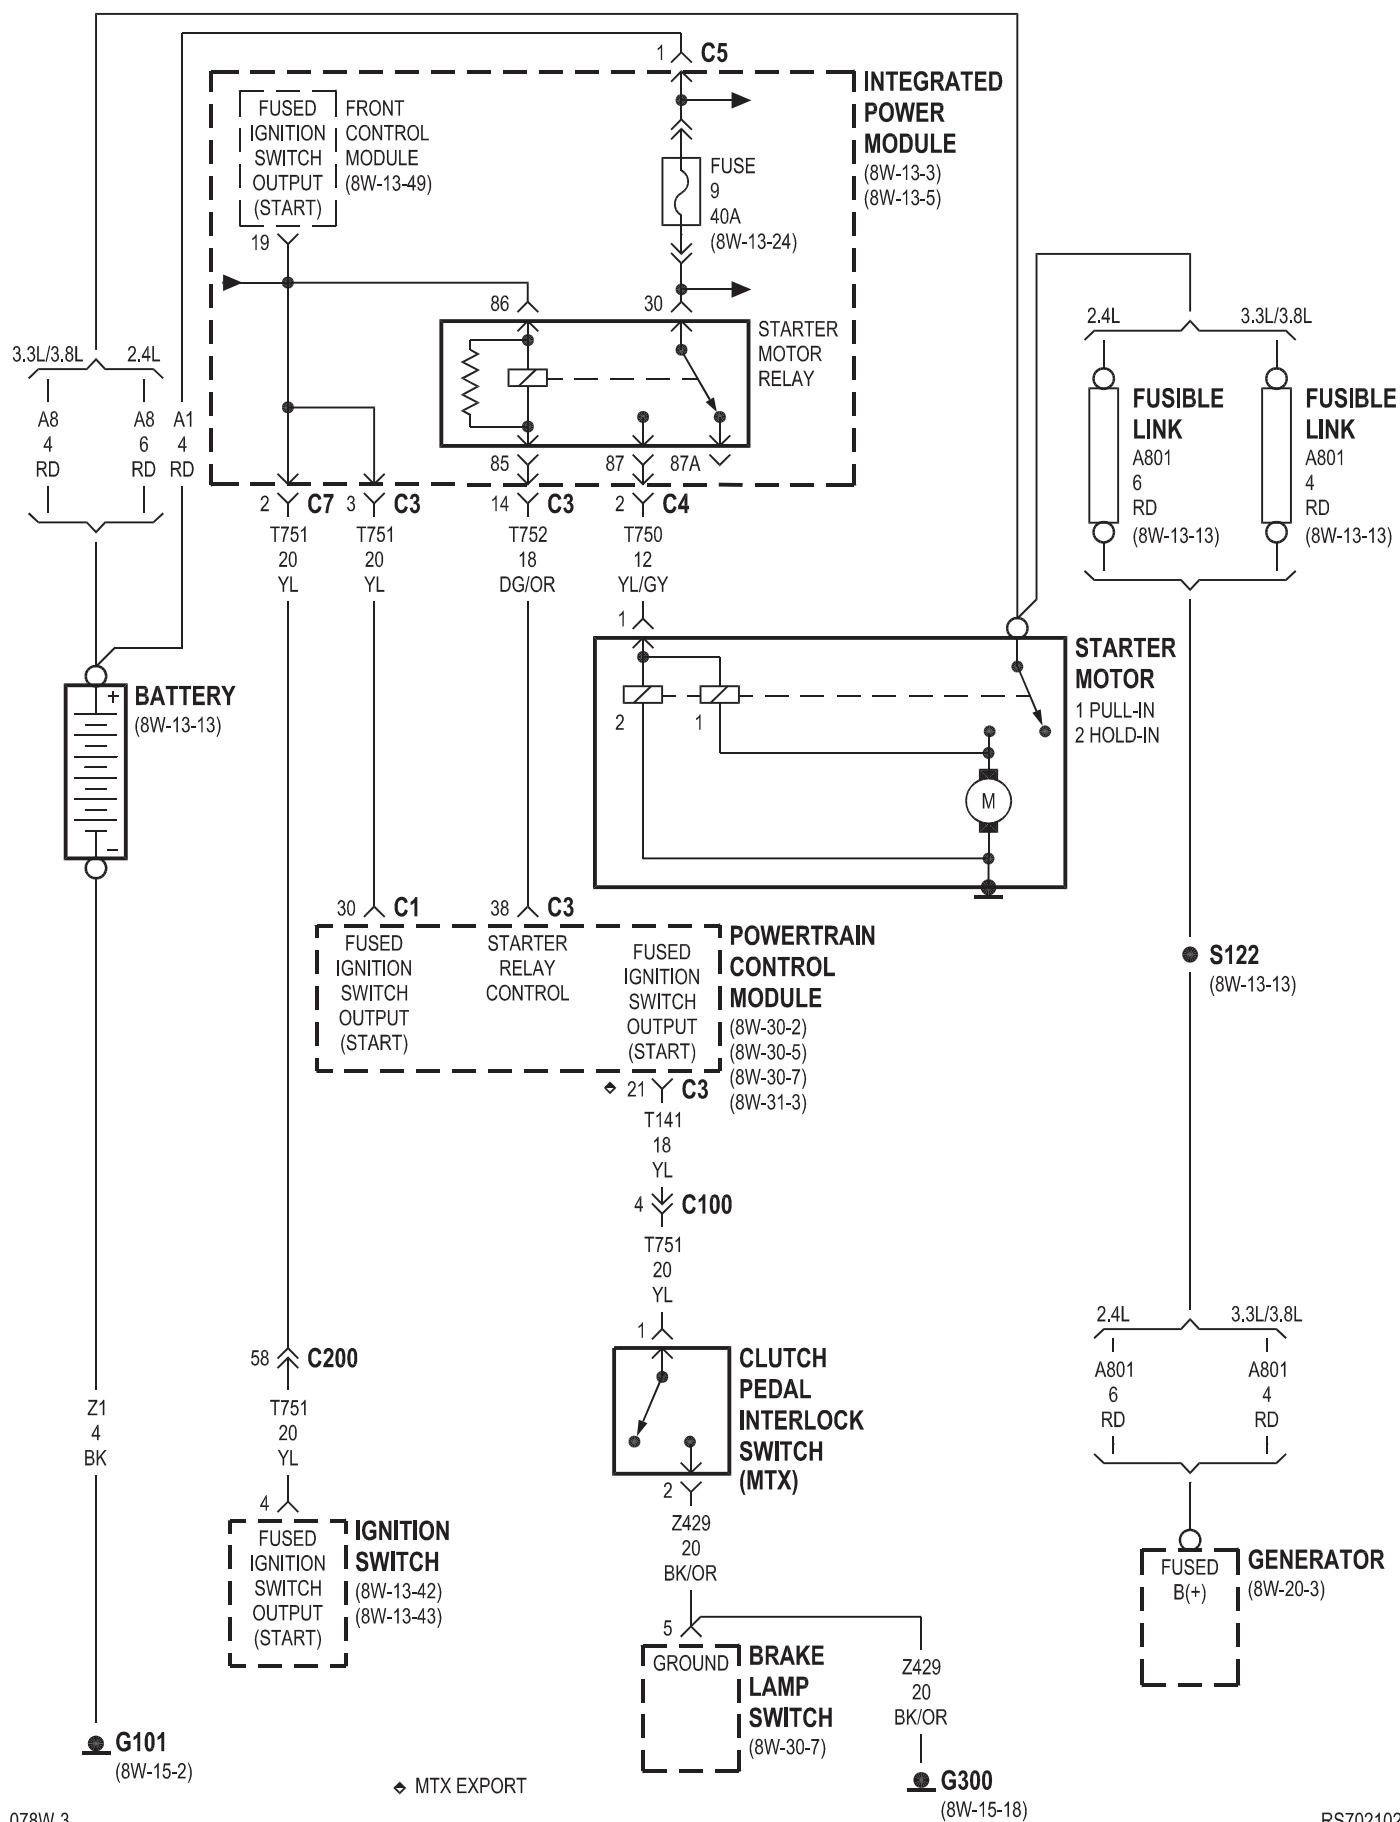 1 C5
INTEGRATED
POWER
MODULE
(8W-13-3)
(8W-13-5)
FUSED
IGNITION
SWITCH
OUTPUT
(START)
FRONT
CONTROL
MODULE
(8W-13-49)
19
FUSE
9
40A
(8W-13-24)
86
30
STARTER
MOTOR
RELAY
85
87
87A
2 C7
3 C3
14 C3
2 C4
3.3L/3.8L
2.4L
A8
4
RD
A8
6
RD
A1
4
RD
T751
20
YL
T751
20
YL
T752
18
DG/OR
T750
12
YL/GY
2.4L
3.3L/3.8L
FUSIBLE
LINK
A801
6
RD
(8W-13-13)
FUSIBLE
LINK
A801
4
RD
(8W-13-13)
1
STARTER
MOTOR
1 PULL-IN
2 HOLD-IN
2
1
M
+
BATTERY
(8W-13-13)
–
30 C1
38 C3
FUSED
IGNITION
SWITCH
OUTPUT
(START)
STARTER
RELAY
CONTROL
FUSED
IGNITION
SWITCH
OUTPUT
(START)
POWERTRAIN
CONTROL
MODULE
(8W-30-2)
(8W-30-5)
(8W-30-7)
(8W-31-3)
S122
(8W-13-13)
21 C3
T141
18
YL
4 C100
T751
20
YL
1
CLUTCH
PEDAL
INTERLOCK
SWITCH
(MTX)
2
Z429
20
BK/OR
5
GROUND
BRAKE
LAMP
SWITCH
(8W-30-7)
Z429
20
BK/OR
G300
(8W-15-18)
58 C200
T751
20
YL
4
FUSED
IGNITION
SWITCH
OUTPUT
(START)
IGNITION
SWITCH
(8W-13-42)
(8W-13-43)
Z1
4
BK
G101
(8W-15-2)
2.4L
3.3L/3.8L
A801
6
RD
A801
4
RD
FUSED
B(+)
GENERATOR
(8W-20-3)
MTX EXPORT
078W-3
RS702102